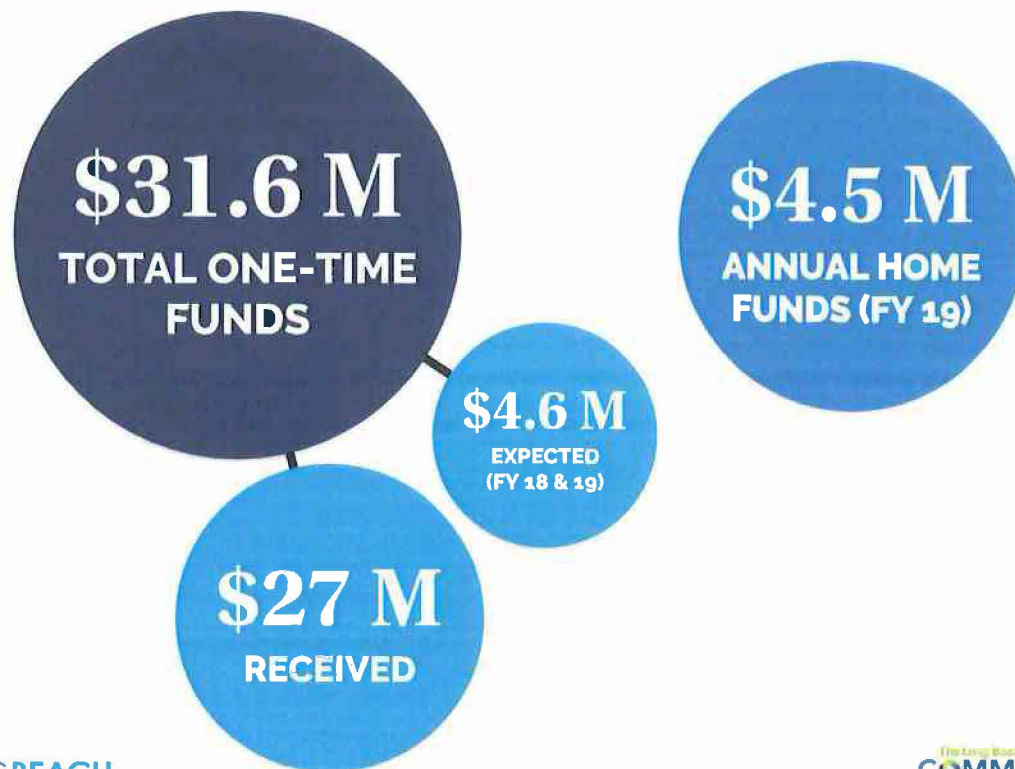 $31.6 M
TOTAL ONE-TIME
FUNDS
$4.5 M
ANNUAL HOME
FUNDS (FY 19)
$4.6 M
EXPECTED
(FY 18 & 19)
$27 M
RECEIVED